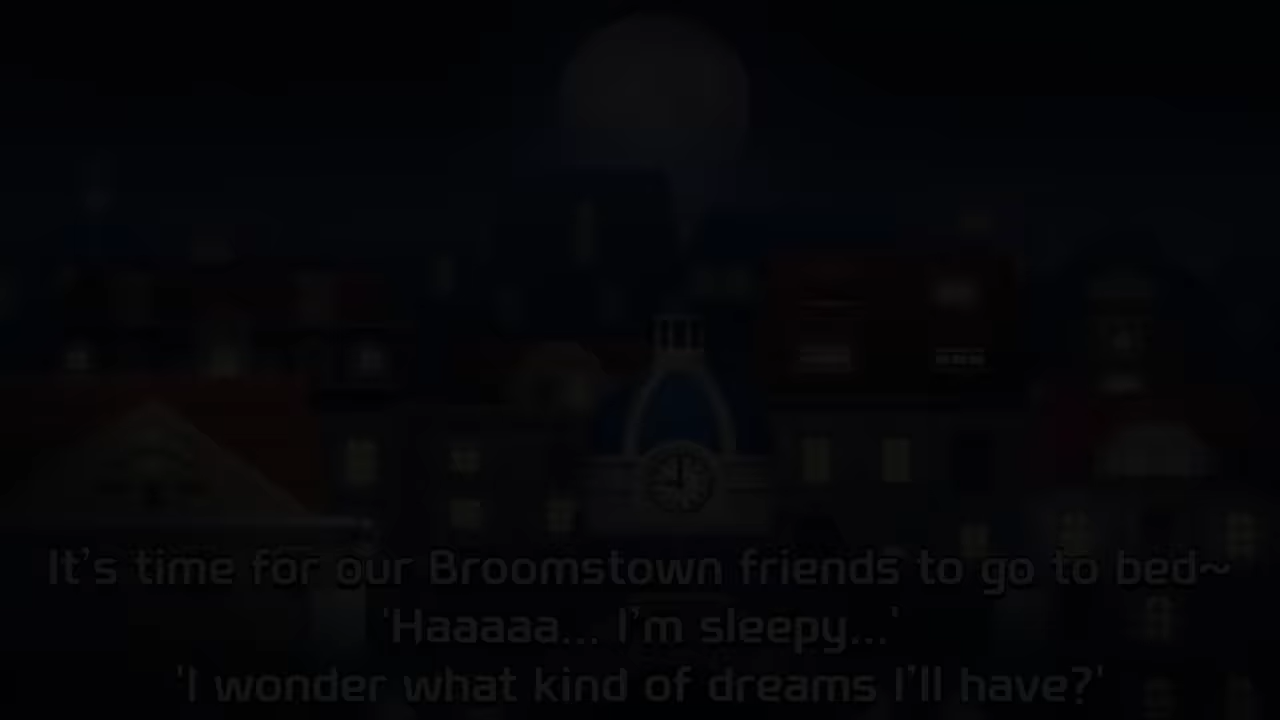 It's time for our Broomstown friends to go to bed~
'Haaaaa... I'm sleepy...'
'I wonder what kind of dreams I'll have?'